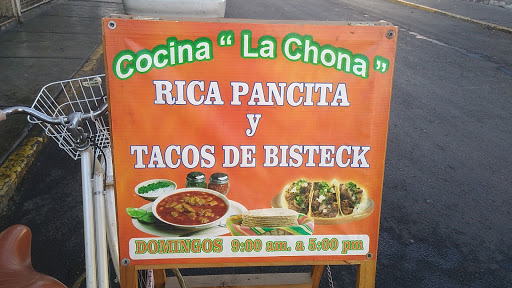 Cocina " La Chona "
RICA PANCITA
y
TACOS DE BISTECK
DOMINGOS 9:00 am. a 5:00 pm